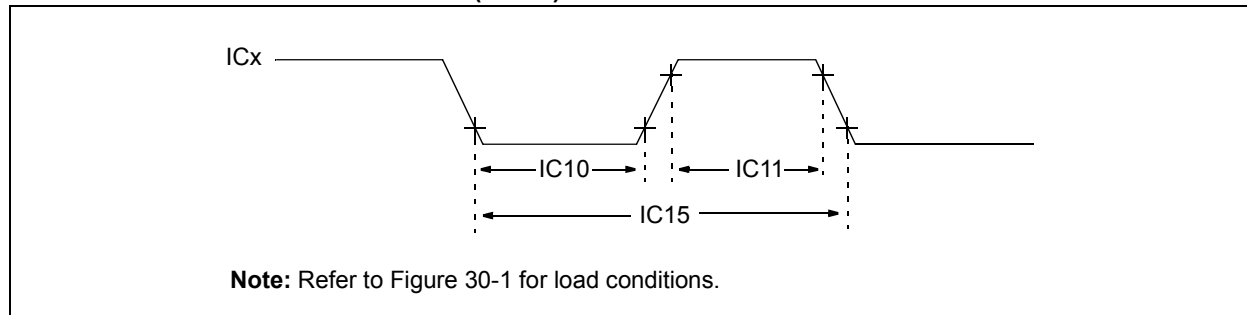 ICx
IC10
IC11
IC15
Note: Refer to Figure 30-1 for load conditions.